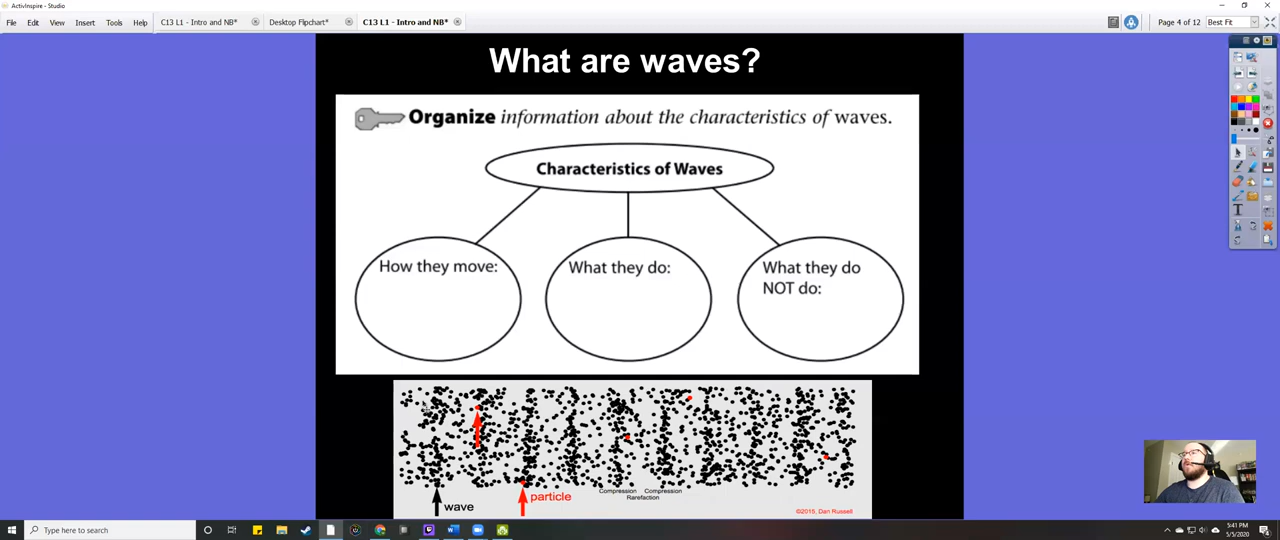 ActivInspire - Studio
C13 L1 - Intro and NB*
Desktop Flipchart*
C13 L1 - Intro and NB*
File Edit View Insert Tools Help
Page 4 of 12
Best Fit
What are waves?
Organize information about the characteristics of waves.
Characteristics of Waves
How they move:
What they do:
What they do
NOT do:
wave
particle
Compression Compression
Rarefaction
©2015, Dan Russell
Type here to search
5:41 PM
5/5/2020